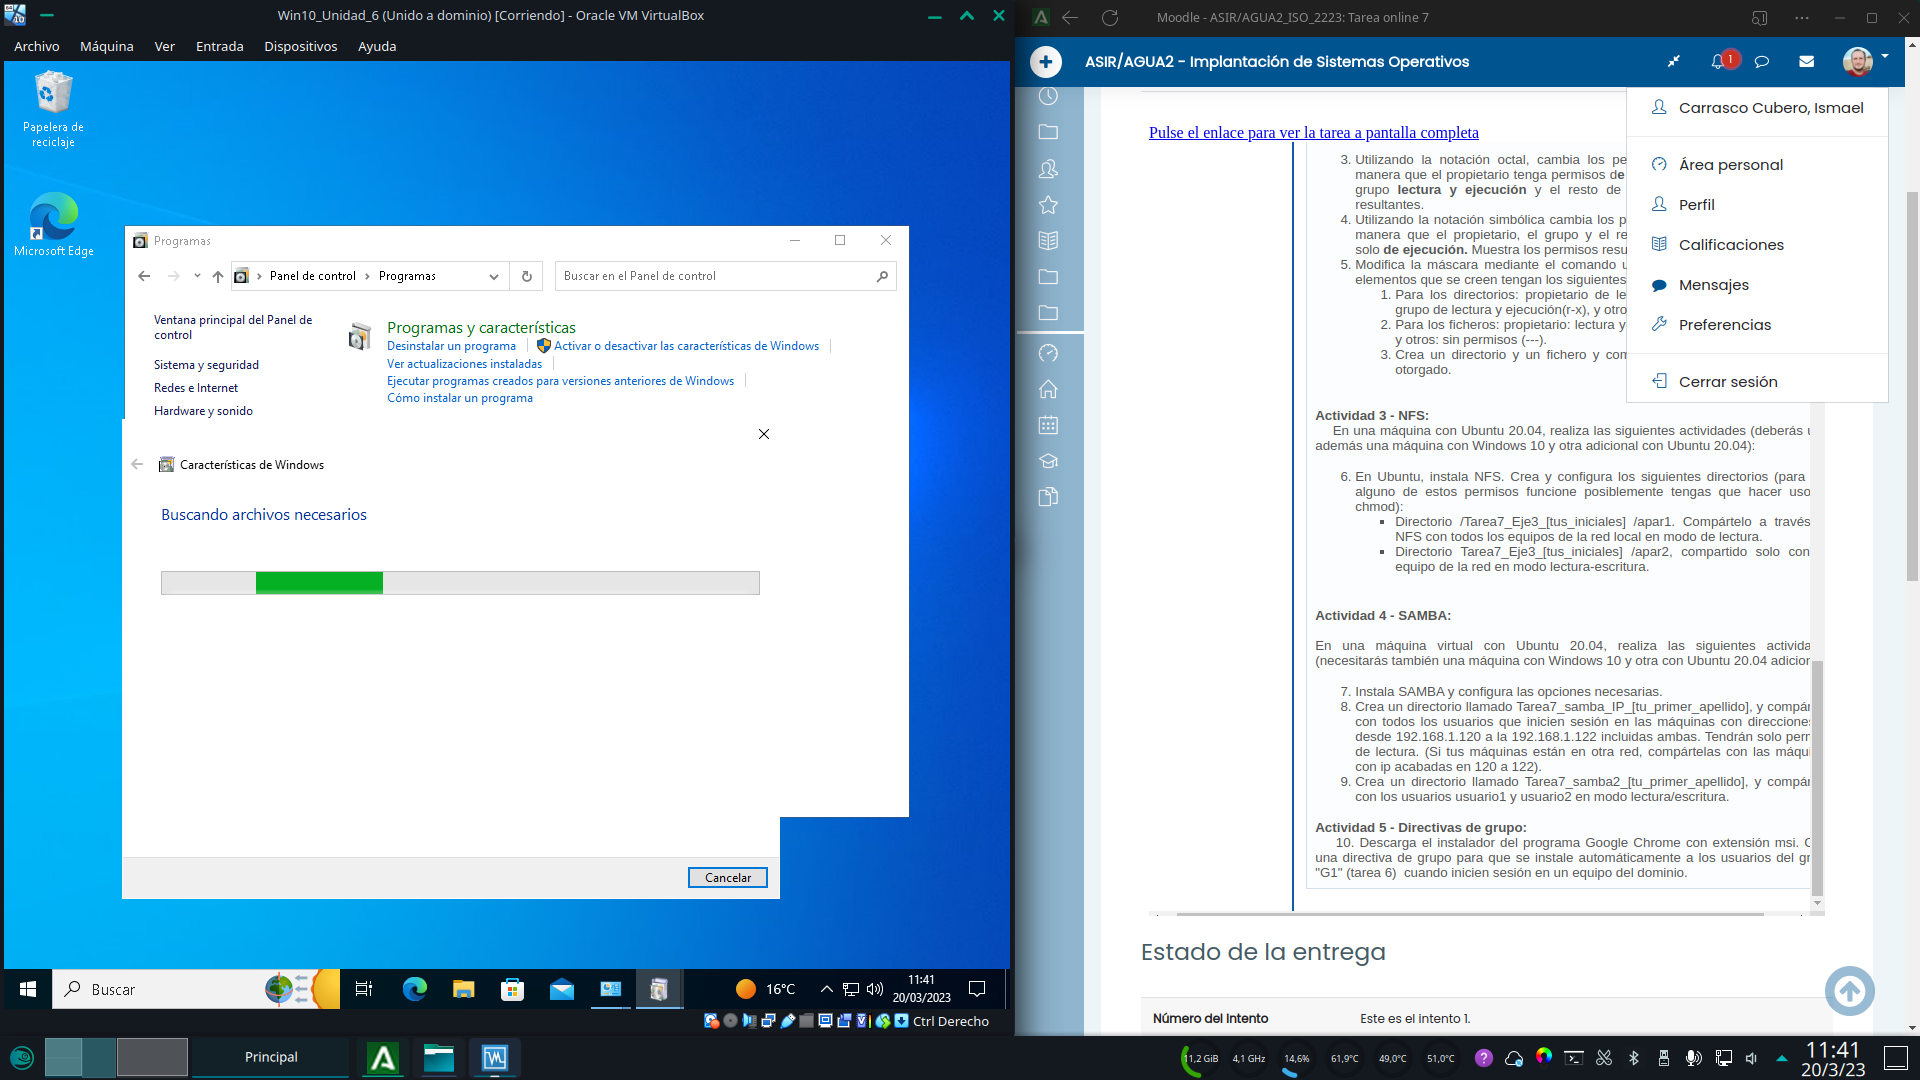 Win10_Unidad_6 (Unido a dominio) [Corriendo] - Oracle VM VirtualBox
Archivo Máquina Ver Entrada Dispositivos Ayuda
Papelera de
reciclaje
Microsoft Edge
Programas
Panel de control Programas
Buscar en el Panel de control
Ventana principal del Panel de
control
Sistema y seguridad
Redes e Internet
Hardware y sonido
Programas y características
Desinstalar un programa
Activar o desactivar las características de Windows
Ver actualizaciones instaladas
Ejecutar programas creados para versiones anteriores de Windows
Cómo instalar un programa
Características de Windows
Buscando archivos necesarios
Cancelar
Buscar
16°C
11:41
20/03/2023
Ctrl Derecho
Moodle - ASIR/AGUA2_ISO_2223: Tarea online 7
ASIR/AGUA2 - Implantación de Sistemas Operativos
1
Carrasco Cubero, Ismael
Área personal
Perfil
Calificaciones
Mensajes
Preferencias
Cerrar sesión
Pulse el enlace para ver la tarea a pantalla completa
3. Utilizando la notación octal, cambia los pe
manera que el propietario tenga permisos de
grupo lectura y ejecución y el resto de
resultantes.
4. Utilizando la notación simbólica cambia los p
manera que el propietario, el grupo y el re
solo de ejecución. Muestra los permisos resu
5. Modifica la máscara mediante el comando u
elementos que se creen tengan los siguientes
1. Para los directorios: propietario de le
grupo de lectura y ejecución(r-x), y otro
2. Para los ficheros: propietario: lectura y
y otros: sin permisos (---).
3. Crea un directorio y un fichero y com
otorgado.
Actividad 3 - NFS:
En una máquina con Ubuntu 20.04, realiza las siguientes actividades (deberás u
además una máquina con Windows 10 y otra adicional con Ubuntu 20.04):
6. En Ubuntu, instala NFS. Crea y configura los siguientes directorios (para
alguno de estos permisos funcione posiblemente tengas que hacer uso
chmod):
▪ Directorio /Tarea7_Eje3_[tus_iniciales] /apar1. Compártelo a través
NFS con todos los equipos de la red local en modo de lectura.
▪ Directorio Tarea7_Eje3_[tus_iniciales] /apar2, compartido solo con
equipo de la red en modo lectura-escritura.
Actividad 4 - SAMBA:
En una máquina virtual con Ubuntu 20.04, realiza las siguientes activida
(necesitarás también una máquina con Windows 10 y otra con Ubuntu 20.04 adicion
7. Instala SAMBA y configura las opciones necesarias.
8. Crea un directorio llamado Tarea7_samba_IP_[tu_primer_apellido], y compár
con todos los usuarios que inicien sesión en las máquinas con direcciones
desde 192.168.1.120 a la 192.168.1.122 incluidas ambas. Tendrán solo perm
de lectura. (Si tus máquinas están en otra red, compártelas con las máqui
con ip acabadas en 120 a 122).
9. Crea un directorio llamado Tarea7_samba2_[tu_primer_apellido], y compár
con los usuarios usuario1 y usuario2 en modo lectura/escritura.
Actividad 5 - Directivas de grupo:
10. Descarga el instalador del programa Google Chrome con extensión msi. C
una directiva de grupo para que se instale automáticamente a los usuarios del gr
"G1" (tarea 6) cuando inicien sesión en un equipo del dominio.
Estado de la entrega
Número del Intento Este es el intento 1.
Principal
11,2 GiB 4,1 GHz 14,6% 61,9°C 49,0°C 51,0°C
11:41
20/3/23